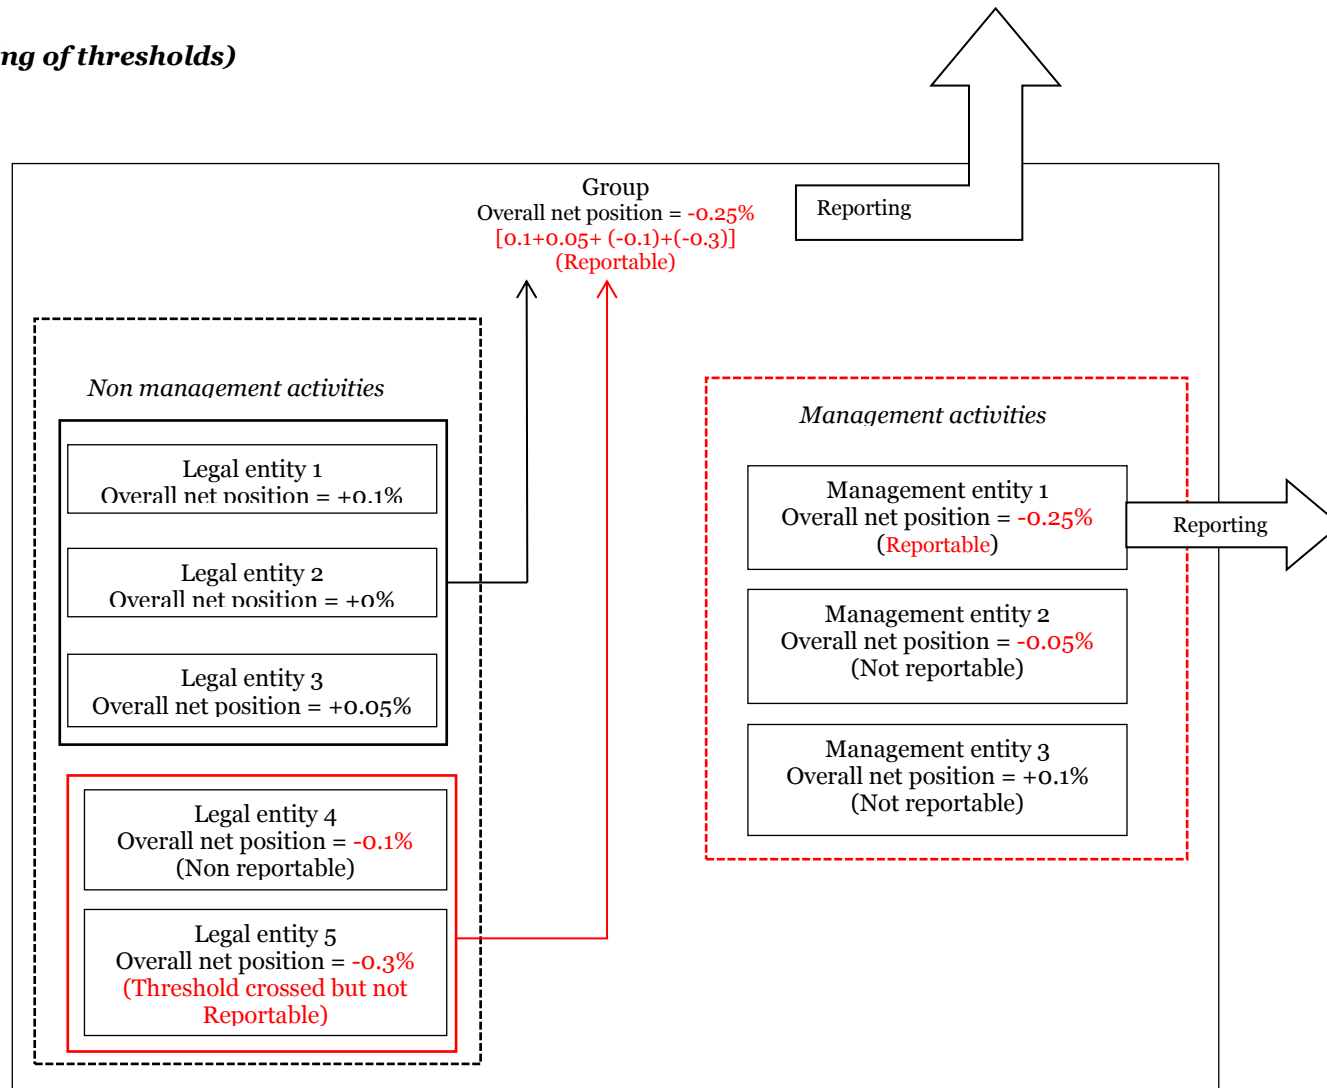 ng of thresholds)
Group
Overall net position = -0.25%
[0.1+0.05+ (-0.1)+(-0.3)]
(Reportable)
Reporting
Non management activities
Legal entity 1
Overall net position = +0.1%
Legal entity 2
Overall net position = +0%
Legal entity 3
Overall net position = +0.05%
Legal entity 4
Overall net position = -0.1%
(Non reportable)
Legal entity 5
Overall net position = -0.3%
(Threshold crossed but not
Reportable)
Management activities
Management entity 1
Overall net position = -0.25%
(Reportable)
Reporting
Management entity 2
Overall net position = -0.05%
(Not reportable)
Management entity 3
Overall net position = +0.1%
(Not reportable)